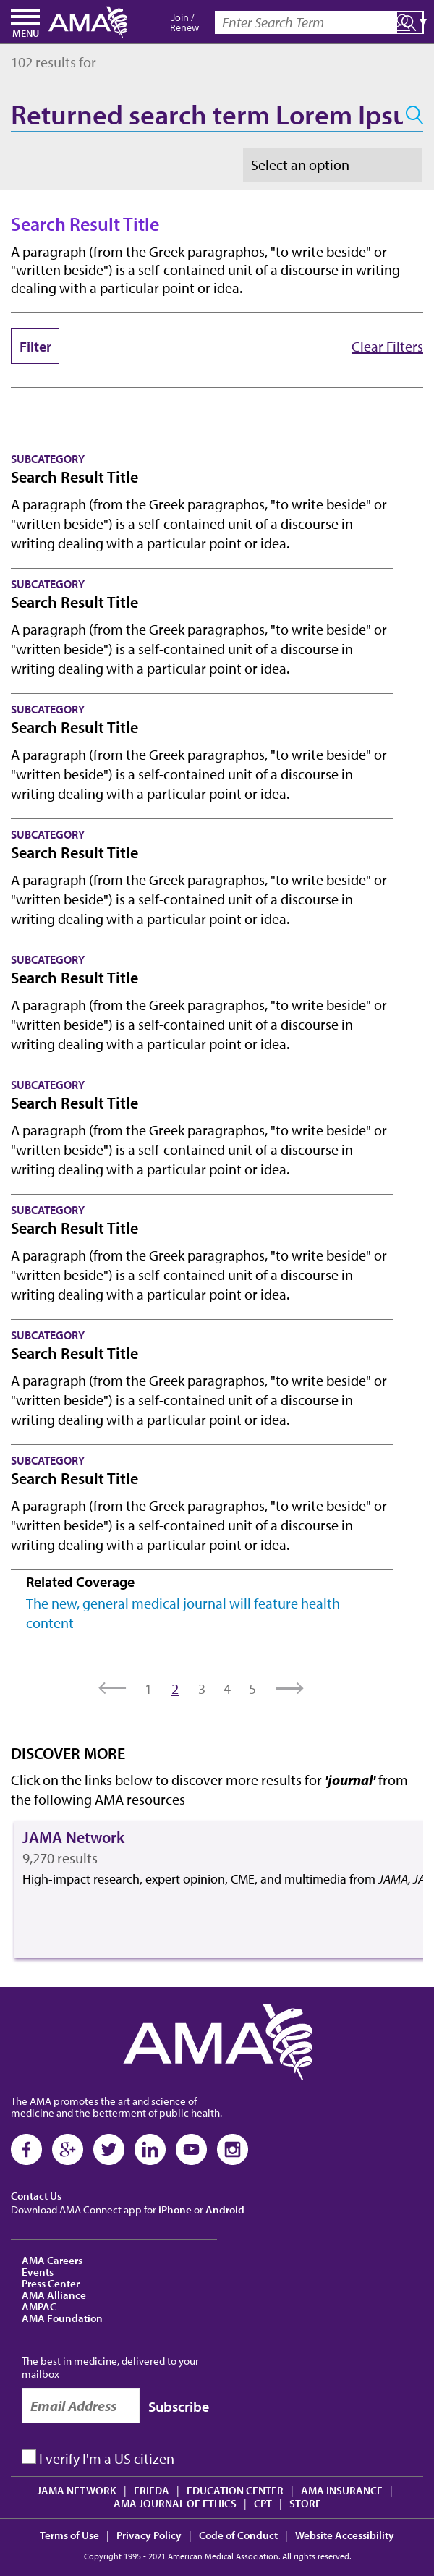 MENU
AMA
Join /
Renew
Enter Search Term
102 results for
Returned search term Lorem Ipsu
Select an option
Search Result Title
A paragraph (from the Greek paragraphos, "to write beside" or
"written beside") is a self-contained unit of a discourse in writing
dealing with a particular point or idea.
Filter
Clear Filters
SUBCATEGORY
Search Result Title
A paragraph (from the Greek paragraphos, "to write beside" or
"written beside") is a self-contained unit of a discourse in
writing dealing with a particular point or idea.
SUBCATEGORY
Search Result Title
A paragraph (from the Greek paragraphos, "to write beside" or
"written beside") is a self-contained unit of a discourse in
writing dealing with a particular point or idea.
SUBCATEGORY
Search Result Title
A paragraph (from the Greek paragraphos, "to write beside" or
"written beside") is a self-contained unit of a discourse in
writing dealing with a particular point or idea.
SUBCATEGORY
Search Result Title
A paragraph (from the Greek paragraphos, "to write beside" or
"written beside") is a self-contained unit of a discourse in
writing dealing with a particular point or idea.
SUBCATEGORY
Search Result Title
A paragraph (from the Greek paragraphos, "to write beside" or
"written beside") is a self-contained unit of a discourse in
writing dealing with a particular point or idea.
SUBCATEGORY
Search Result Title
A paragraph (from the Greek paragraphos, "to write beside" or
"written beside") is a self-contained unit of a discourse in
writing dealing with a particular point or idea.
SUBCATEGORY
Search Result Title
A paragraph (from the Greek paragraphos, "to write beside" or
"written beside") is a self-contained unit of a discourse in
writing dealing with a particular point or idea.
SUBCATEGORY
Search Result Title
A paragraph (from the Greek paragraphos, "to write beside" or
"written beside") is a self-contained unit of a discourse in
writing dealing with a particular point or idea.
SUBCATEGORY
Search Result Title
A paragraph (from the Greek paragraphos, "to write beside" or
"written beside") is a self-contained unit of a discourse in
writing dealing with a particular point or idea.
Related Coverage
The new, general medical journal will feature health
content
1 2 3 4 5
DISCOVER MORE
Click on the links below to discover more results for 'journal' from
the following AMA resources
JAMA Network
9,270 results
High-impact research, expert opinion, CME, and multimedia from JAMA, JA
AMA
The AMA promotes the art and science of
medicine and the betterment of public health.
Contact Us
Download AMA Connect app for iPhone or Android
AMA Careers
Events
Press Center
AMA Alliance
AMPAC
AMA Foundation
The best in medicine, delivered to your
mailbox
Email Address
Subscribe
I verify I'm a US citizen
JAMA NETWORK | FRIEDA | EDUCATION CENTER | AMA INSURANCE |
AMA JOURNAL OF ETHICS | CPT | STORE
Terms of Use | Privacy Policy | Code of Conduct | Website Accessibility
Copyright 1995 - 2021 American Medical Association. All rights reserved.